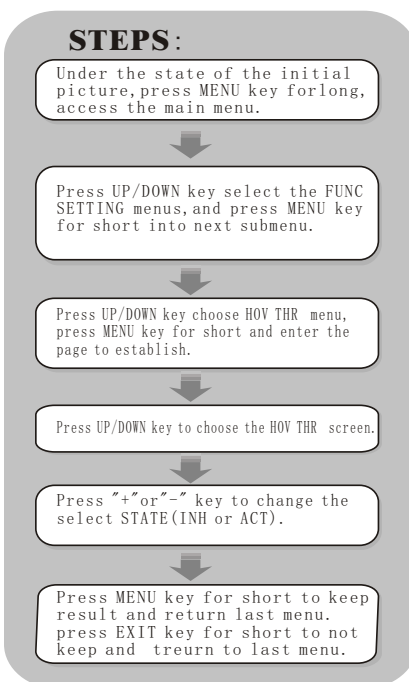 STEPS:
Under the state of the initial
picture,press MENU key forlong,
access the main menu.
Press UP/DOWN key select the FUNC
SETTING menus,and press MENU key
for short into next submenu.
Press UP/DOWN key choose HOV THR menu,
press MENU key for short and enter the
page to establish.
Press UP/DOWN key to choose the HOV THR screen.
Press "+"or"-" key to change the
select STATE(INH or ACT).
Press MENU key for short to keep
result and return last menu.
press EXIT key for short to not
keep and treurn to last menu.